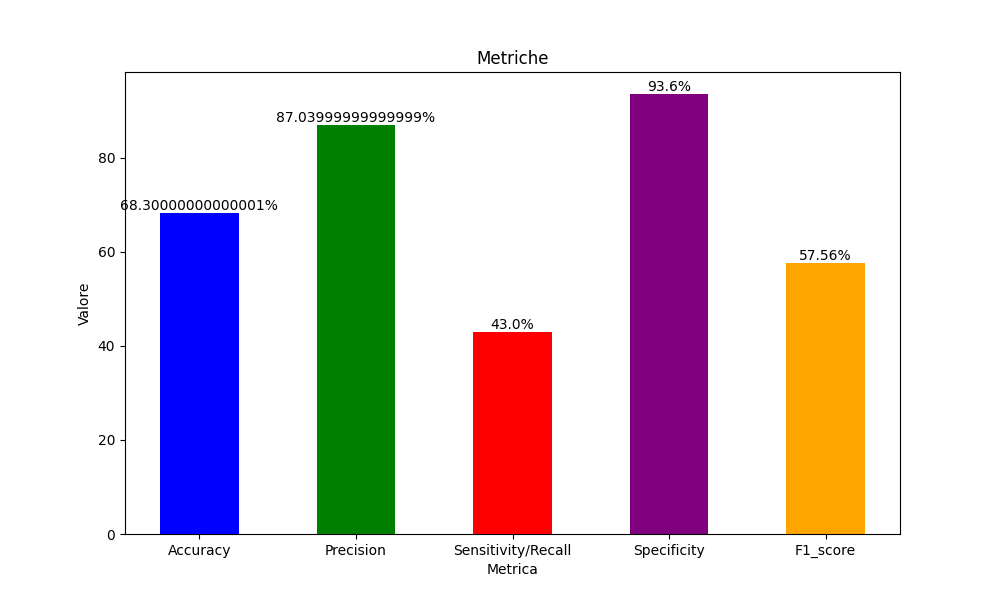 Metriche
93.6%
87.03999999999999%
80
68.30000000000001%
60
57.56%
Valore
43.0%
40
20
0
Accuracy Precision Sensitivity/Recall Specificity F1_score
Metrica